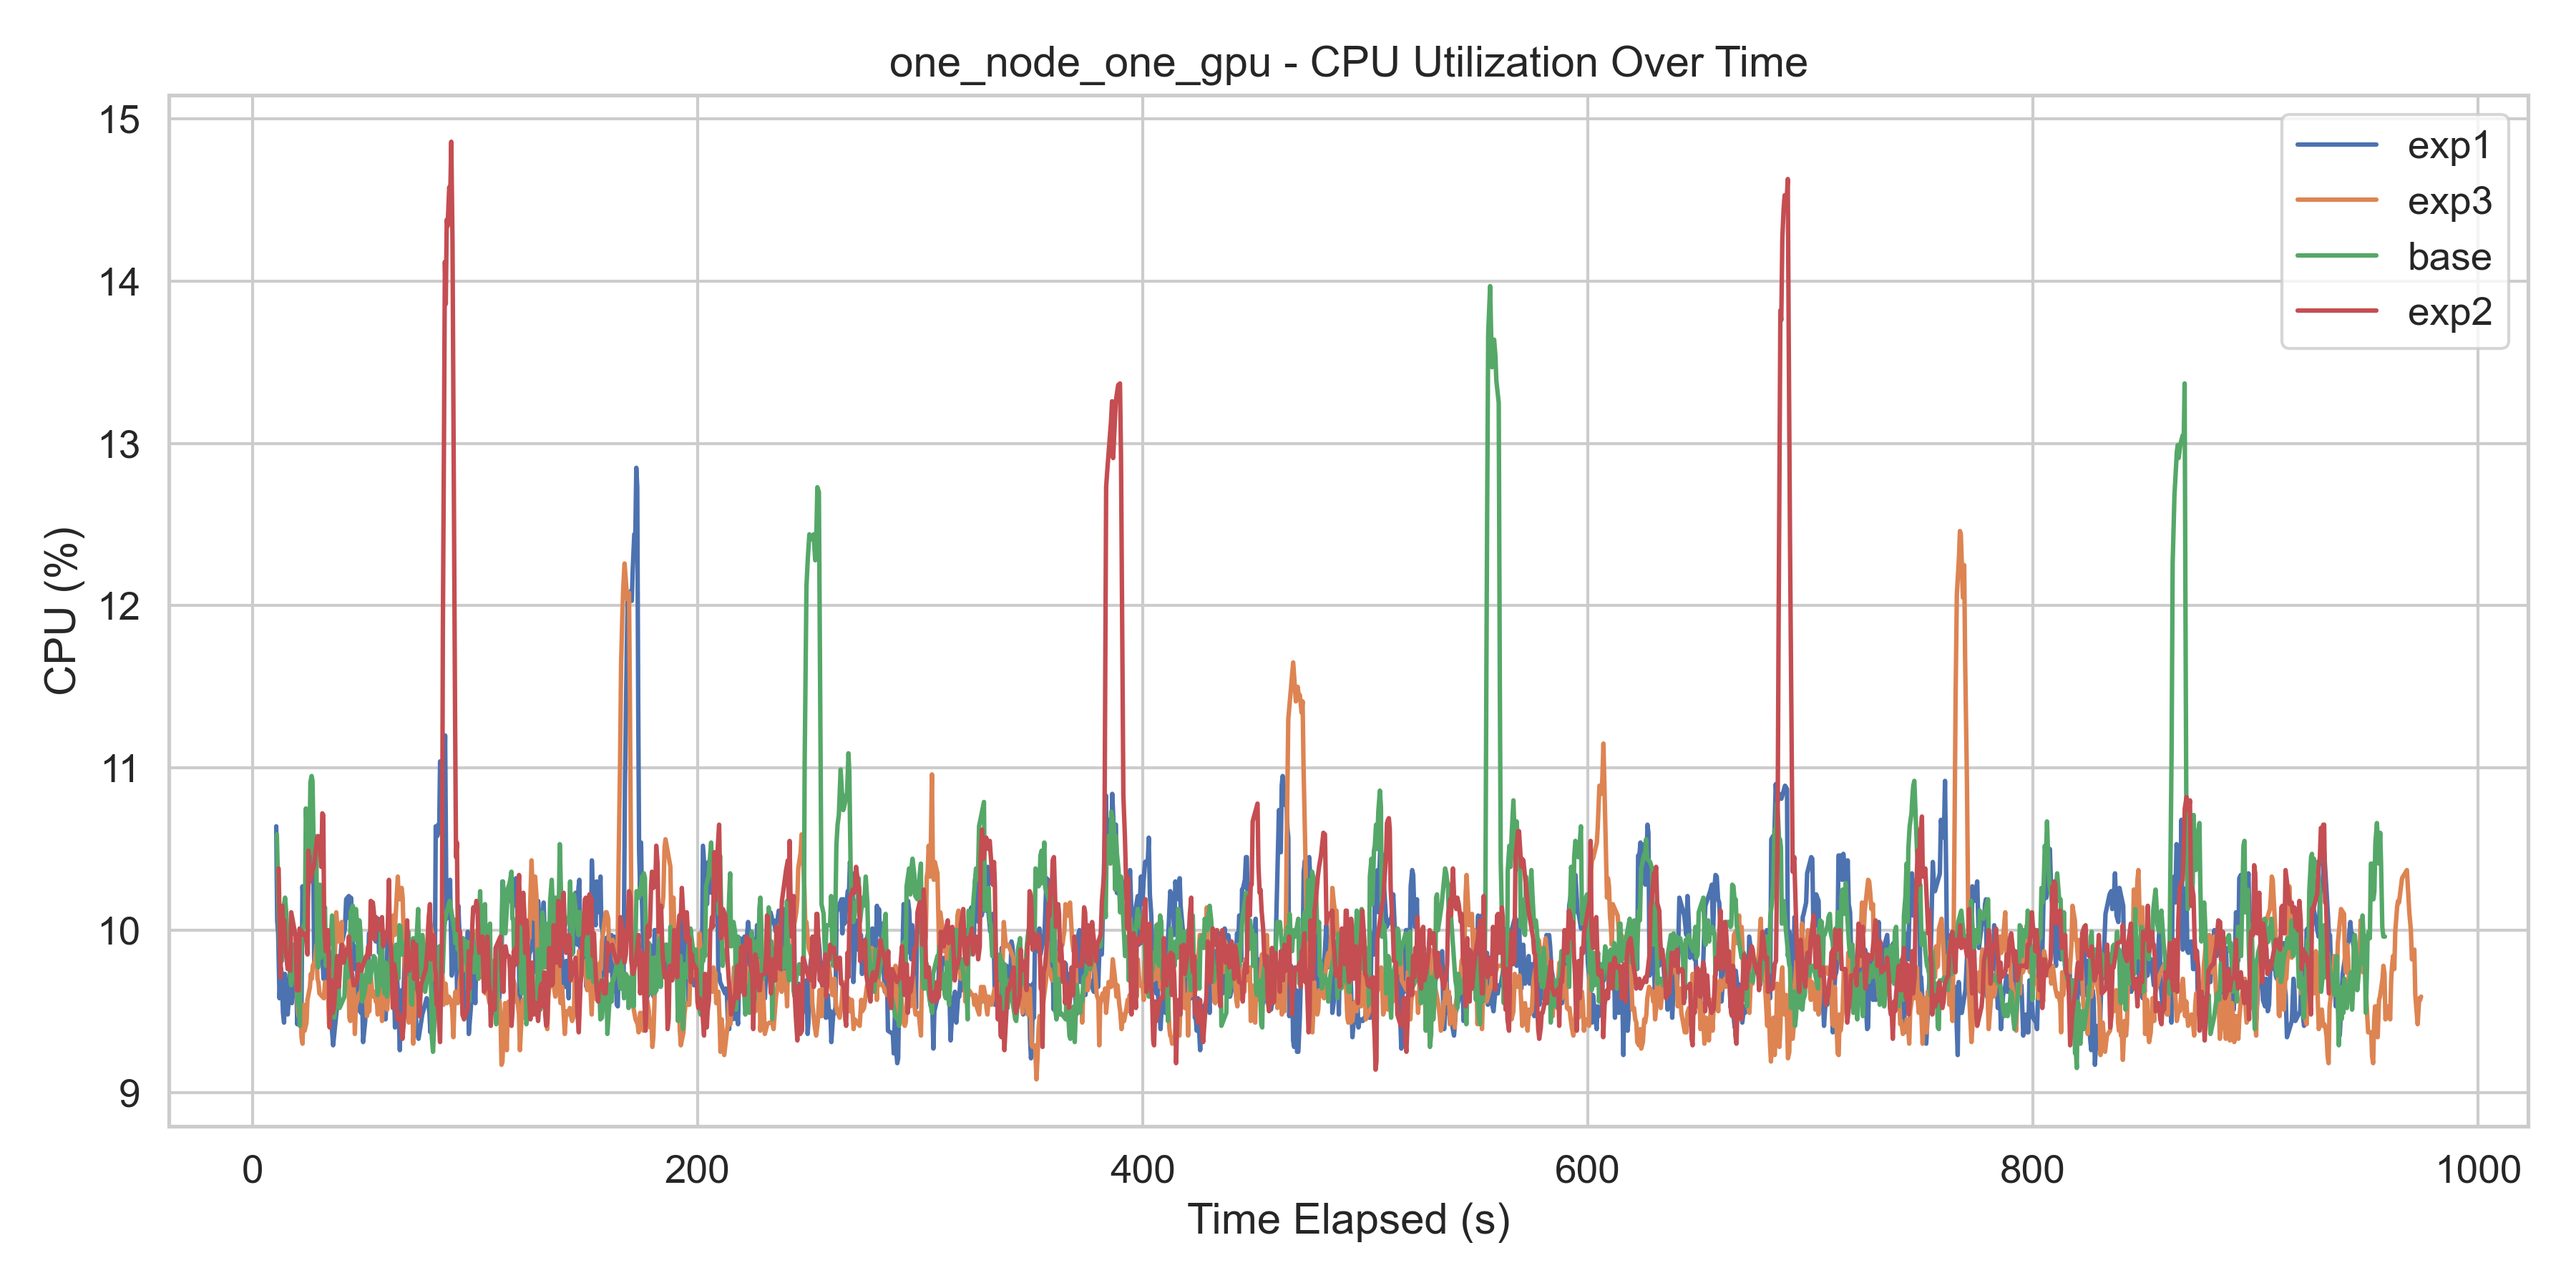 one_node_one_gpu - CPU Utilization Over Time
15
14
13
12
11
10
9
CPU (%)
exp1
exp3
base
exp2
0 200 400 600 800 1000
Time Elapsed (s)